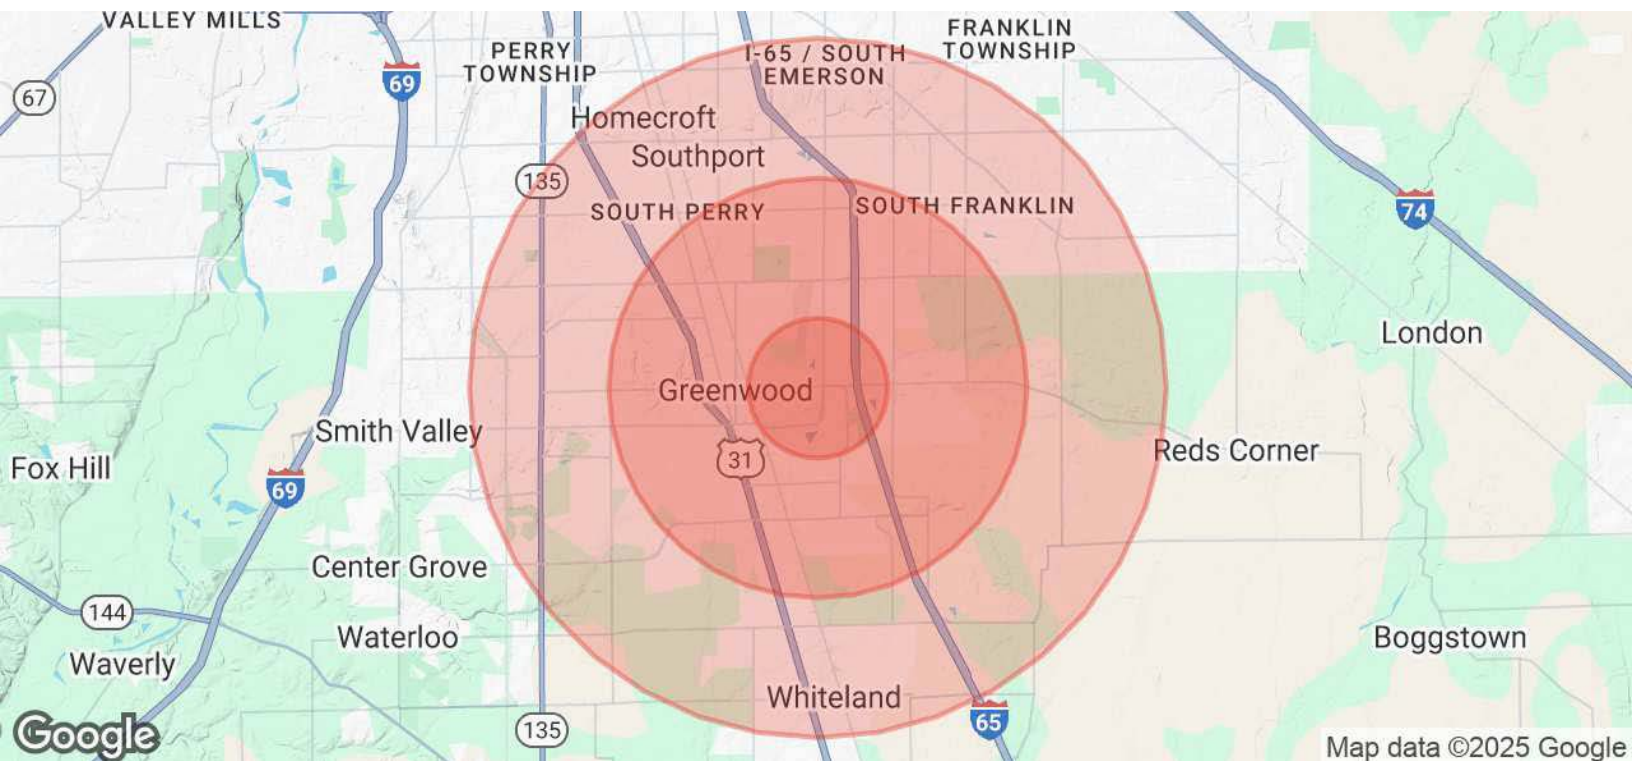 VALLEY MILLS
FRANKLIN
TOWNSHIP
PERRY
TOWNSHIP
I-65 / SOUTH
EMERSON
69
67
Homecroft
Southport
135
SOUTH PERRY
SOUTH FRANKLIN
74
London
Greenwood
Smith Valley
Reds Corner
31
Fox Hill
69
Center Grove
144
Waterloo
Boggstown
Waverly
Whiteland
65
135
Google
Map data ©2025 Google